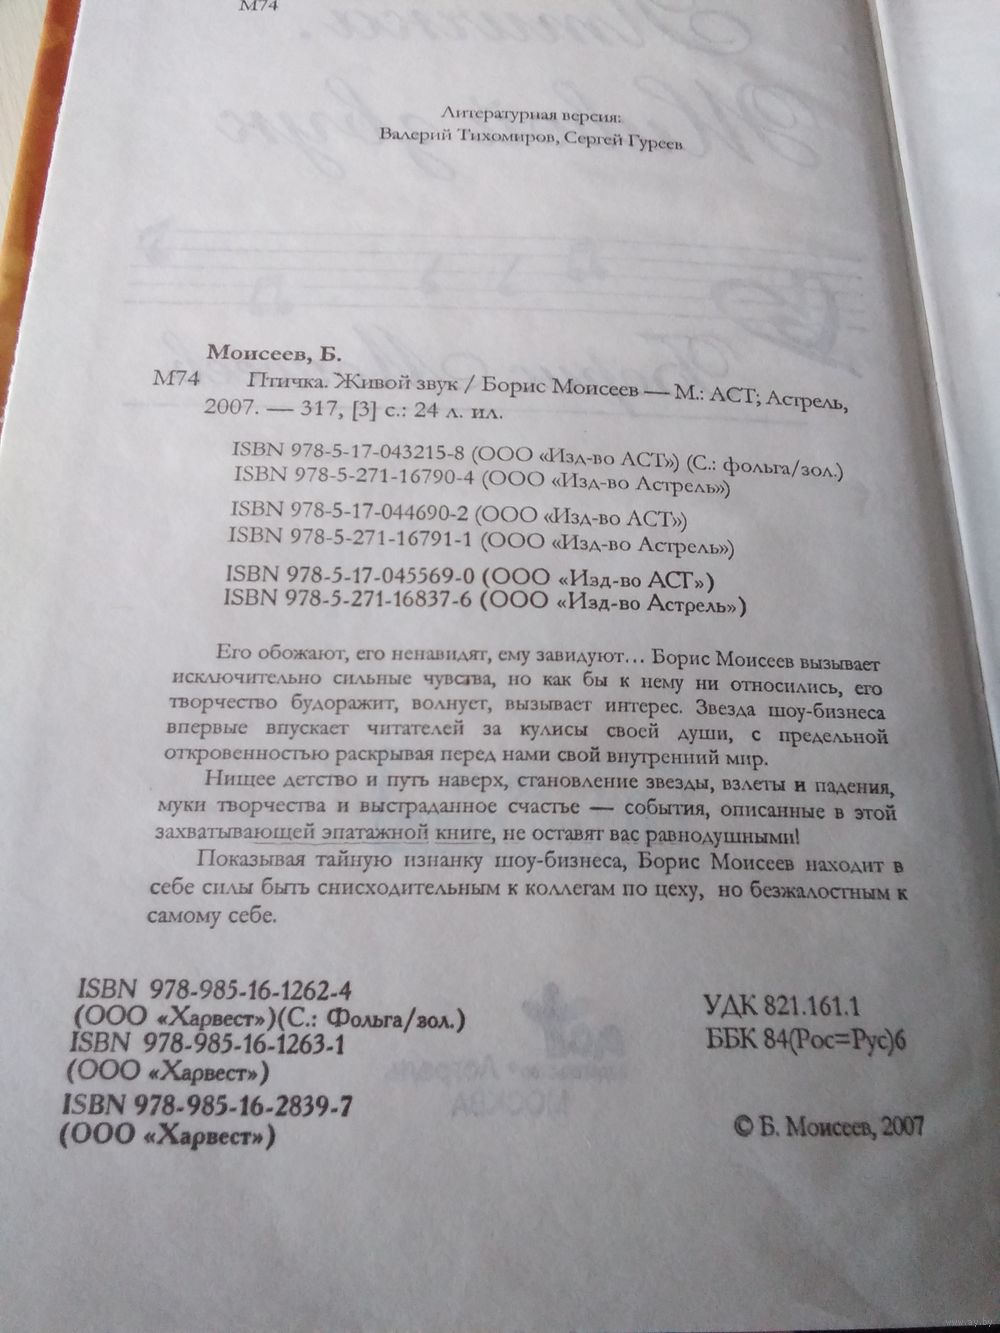 М74
Литературная версия:
Валерий Тихомиров, Сергей Гуреев
Моисеев, Б.
М74 Птичка. Живой звук / Борис Моисеев — М.: АСТ; Астрель,
2007. — 317, [3] с.: 24 л. ил.
ISBN 978-5-17-043215-8 (ООО «Изд-во АСТ») (С.: фольга/зол.)
ISBN 978-5-271-16790-4 (ООО «Изд-во Астрель»)
ISBN 978-5-17-044690-2 (ООО «Изд-во АСТ»)
ISBN 978-5-271-16791-1 (ООО «Изд-во Астрель»)
ISBN 978-5-17-045569-0 (ООО «Изд-во АСТ»)
ISBN 978-5-271-16837-6 (ООО «Изд-во Астрель»)
Его обожают, его ненавидят, ему завидуют... Борис Моисеев вызывает
исключительно сильные чувства, но как бы к нему ни относились, его
творчество будоражит, волнует, вызывает интерес. Звезда шоу-бизнеса
впервые впускает читателей за кулисы своей души, с предельной
откровенностью раскрывая перед нами свой внутренний мир.
Нищее детство и путь наверх, становление звезды, взлеты и падения,
муки творчества и выстраданное счастье — события, описанные в этой
захватывающей эпатажной книге, не оставят вас равнодушными!
Показывая тайную изнанку шоу-бизнеса, Борис Моисеев находит в
себе силы быть снисходительным к коллегам по цеху, но безжалостным к
самому себе.
ISBN 978-985-16-1262-4
(ООО «Харвест»)(С.: Фольга/зол.)
ISBN 978-985-16-1263-1
(ООО «Харвест»)
ISBN 978-985-16-2839-7
(ООО «Харвест»)
УДК 821.161.1
ББК 84(Рос=Рус)6
© Б. Моисеев, 2007
www.ay.by